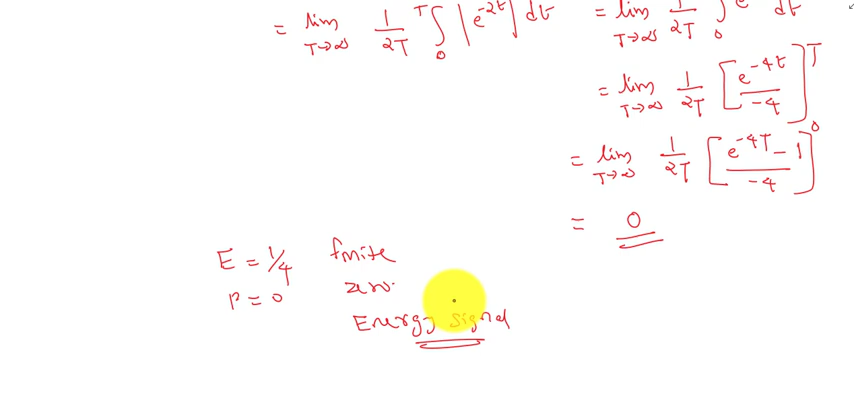 = lim T→∞ 1/2T ∫₀ᵀ |e^-2t| dt
= lim T→∞ 1/2T ∫₀ e dt
= lim T→∞ 1/2T [e^-4t/-4]₀ᵀ
= lim T→∞ 1/2T [e^-4T - 1/-4]
= 0
E = 1/4 finite
P = 0 zero.
Energy Signal